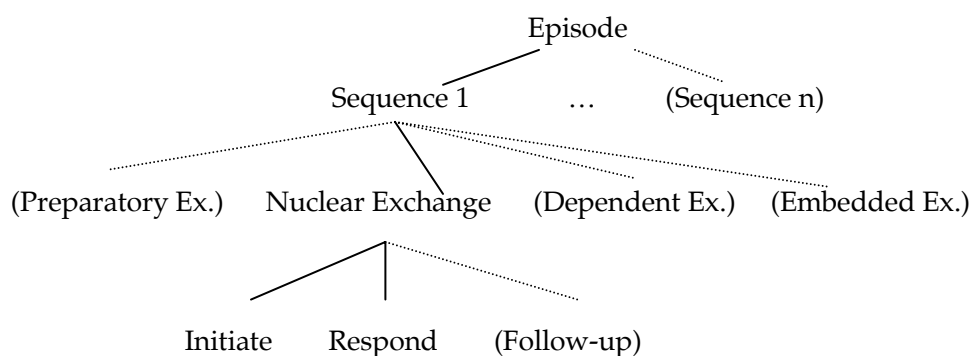 Episode
Sequence 1 … (Sequence n)
(Preparatory Ex.) Nuclear Exchange (Dependent Ex.) (Embedded Ex.)
Initiate Respond (Follow-up)